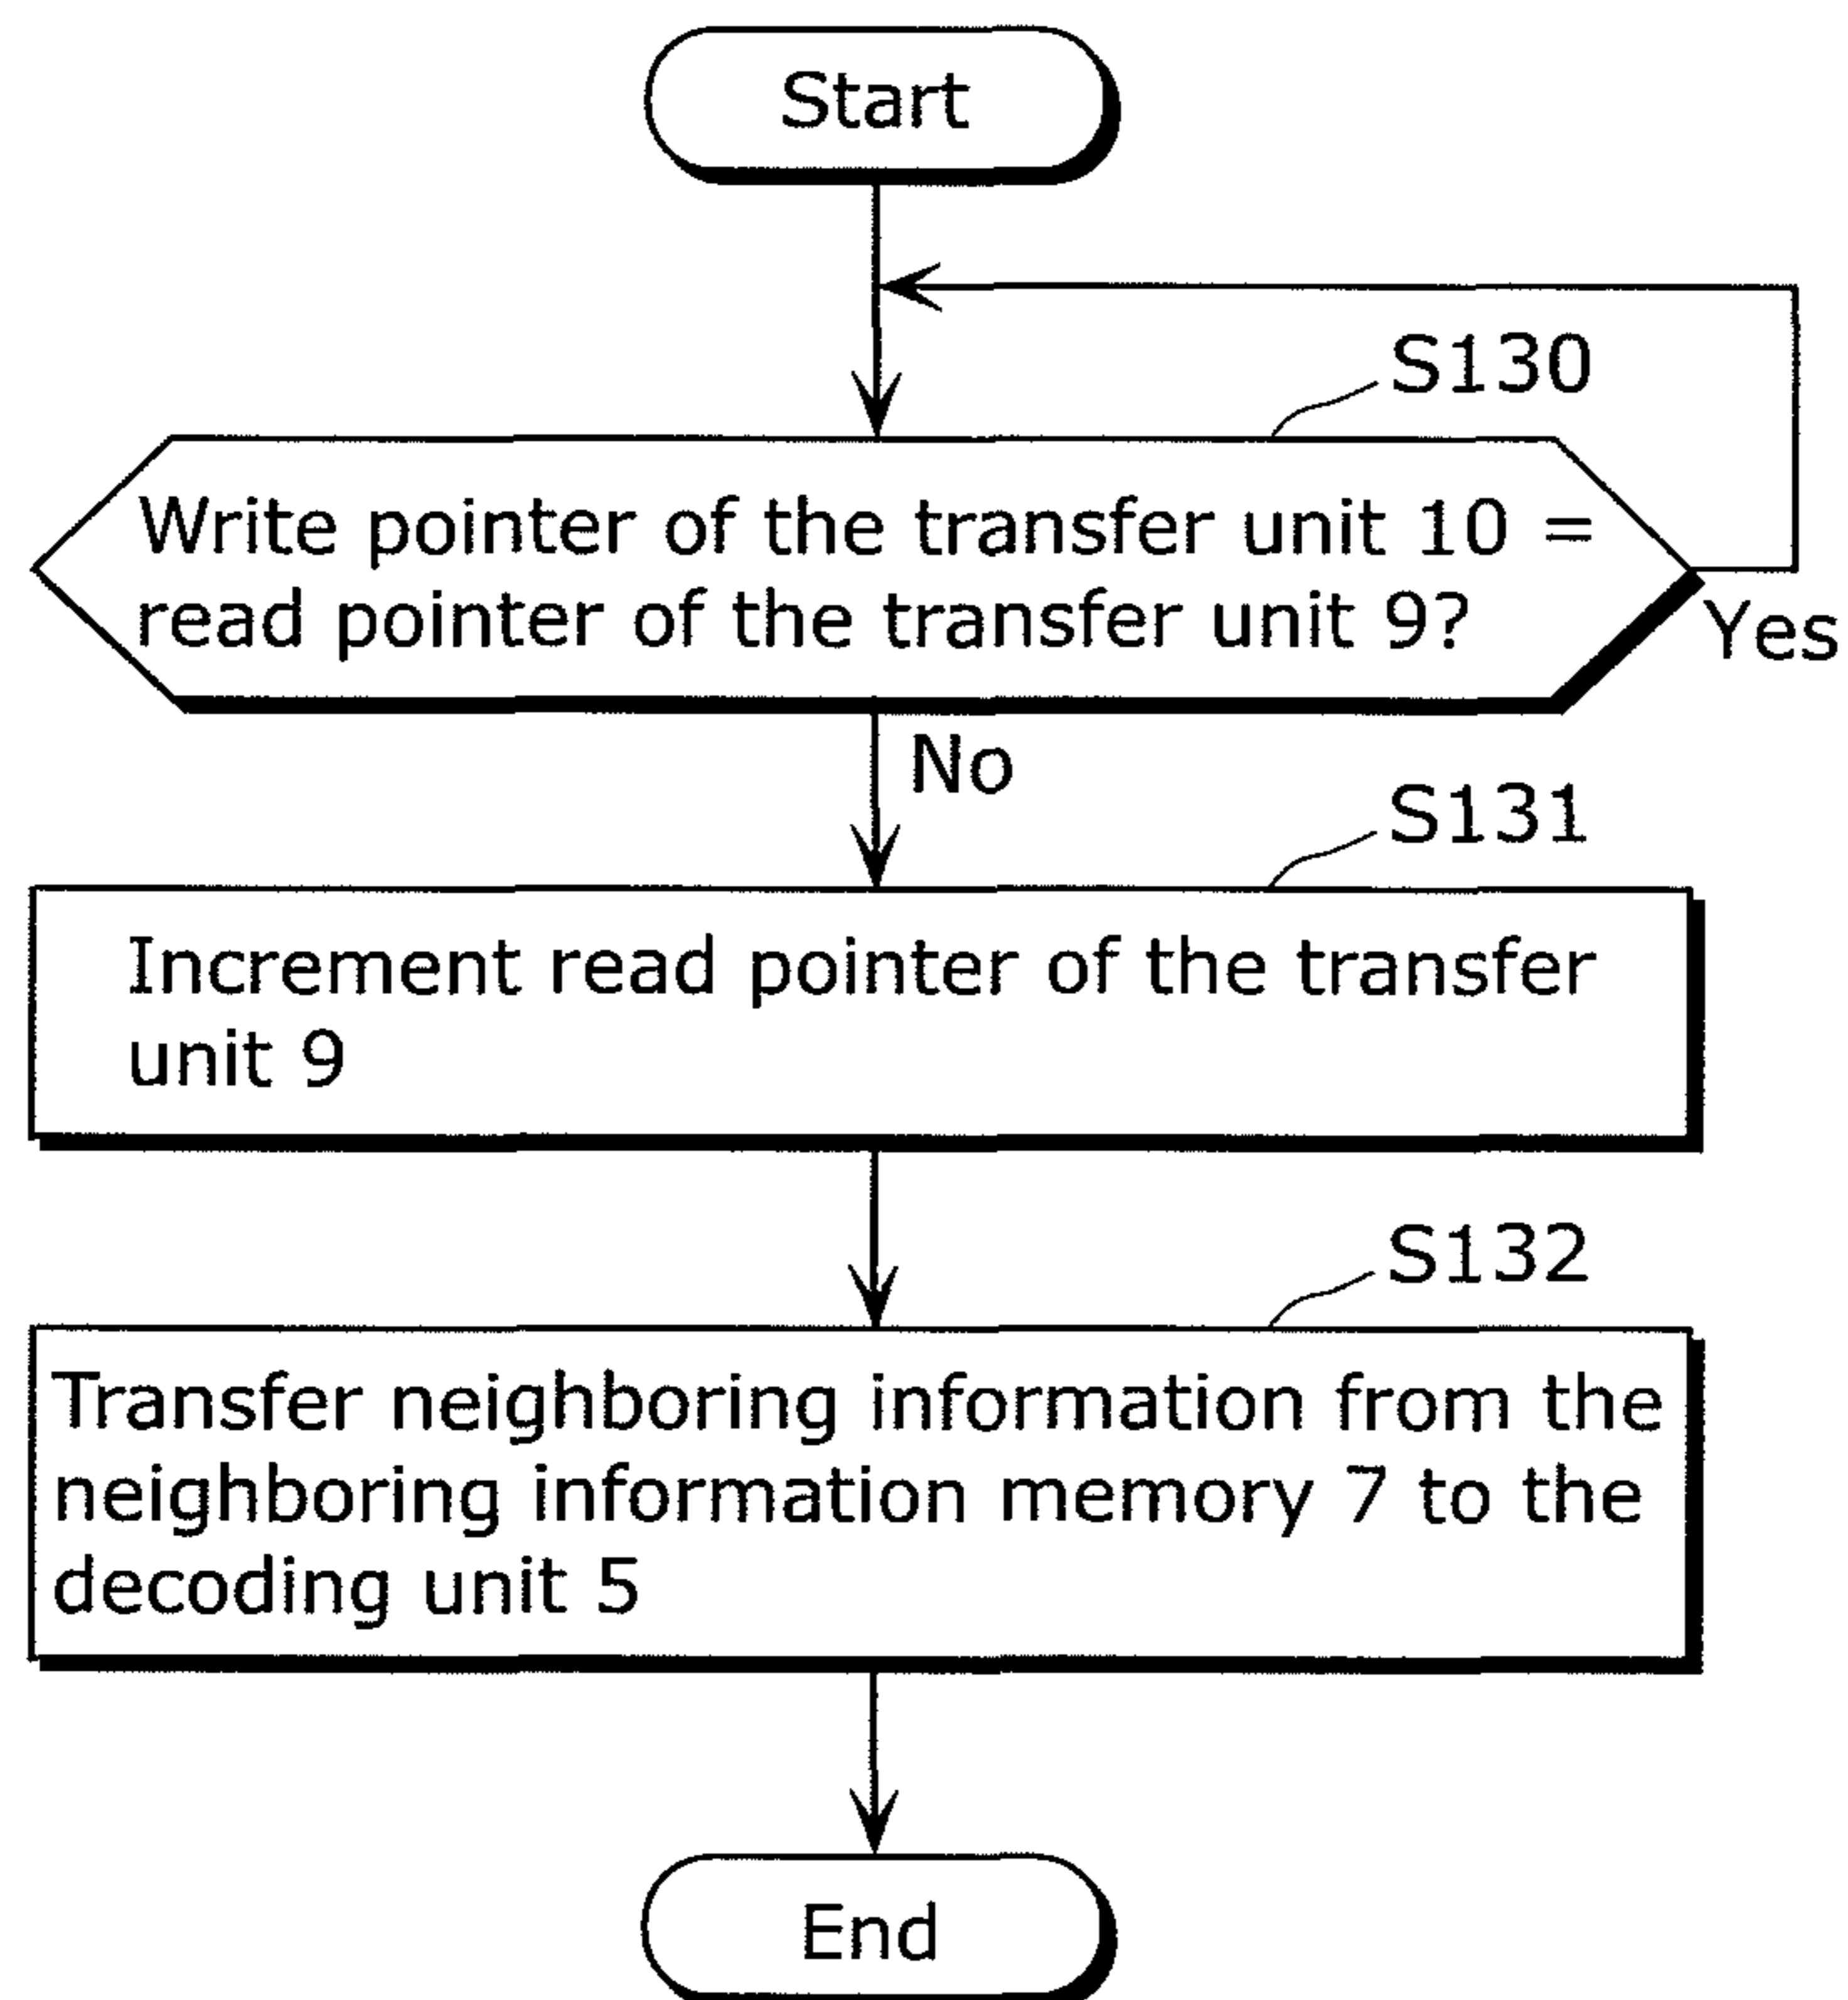 Start
S130
Write pointer of the transfer unit 10 =
read pointer of the transfer unit 9?
Yes
No
S131
Increment read pointer of the transfer
unit 9
S132
Transfer neighboring information from the
neighboring information memory 7 to the
decoding unit 5
End